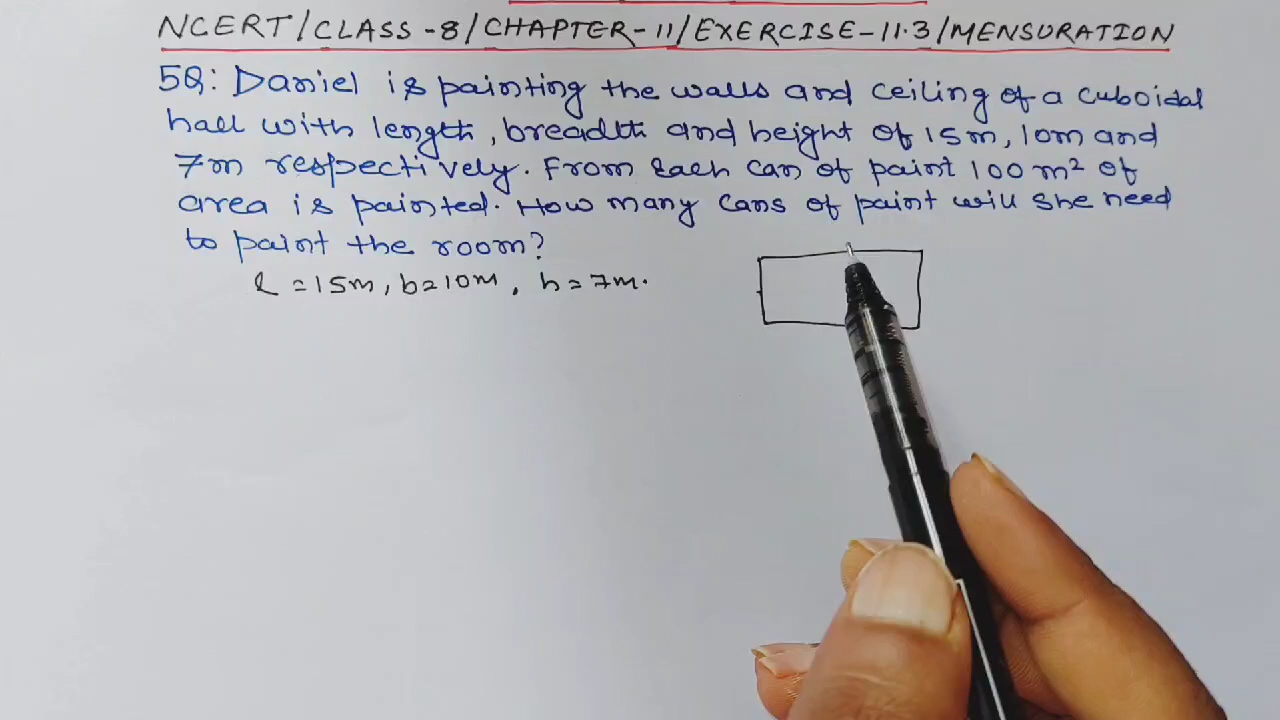 NCERT/CLASS-8/CHAPTER-11/EXERCISE-11.3/MENSURATION
5Q: Daniel is painting the walls and ceiling of a cuboidal
hall with length, breadth and height of 15m, 10m and
7m respectively. From each can of paint 100 m² of
area is painted. How many cans of paint will she need
to paint the room?
l = 15m, b=10m, h=7m.